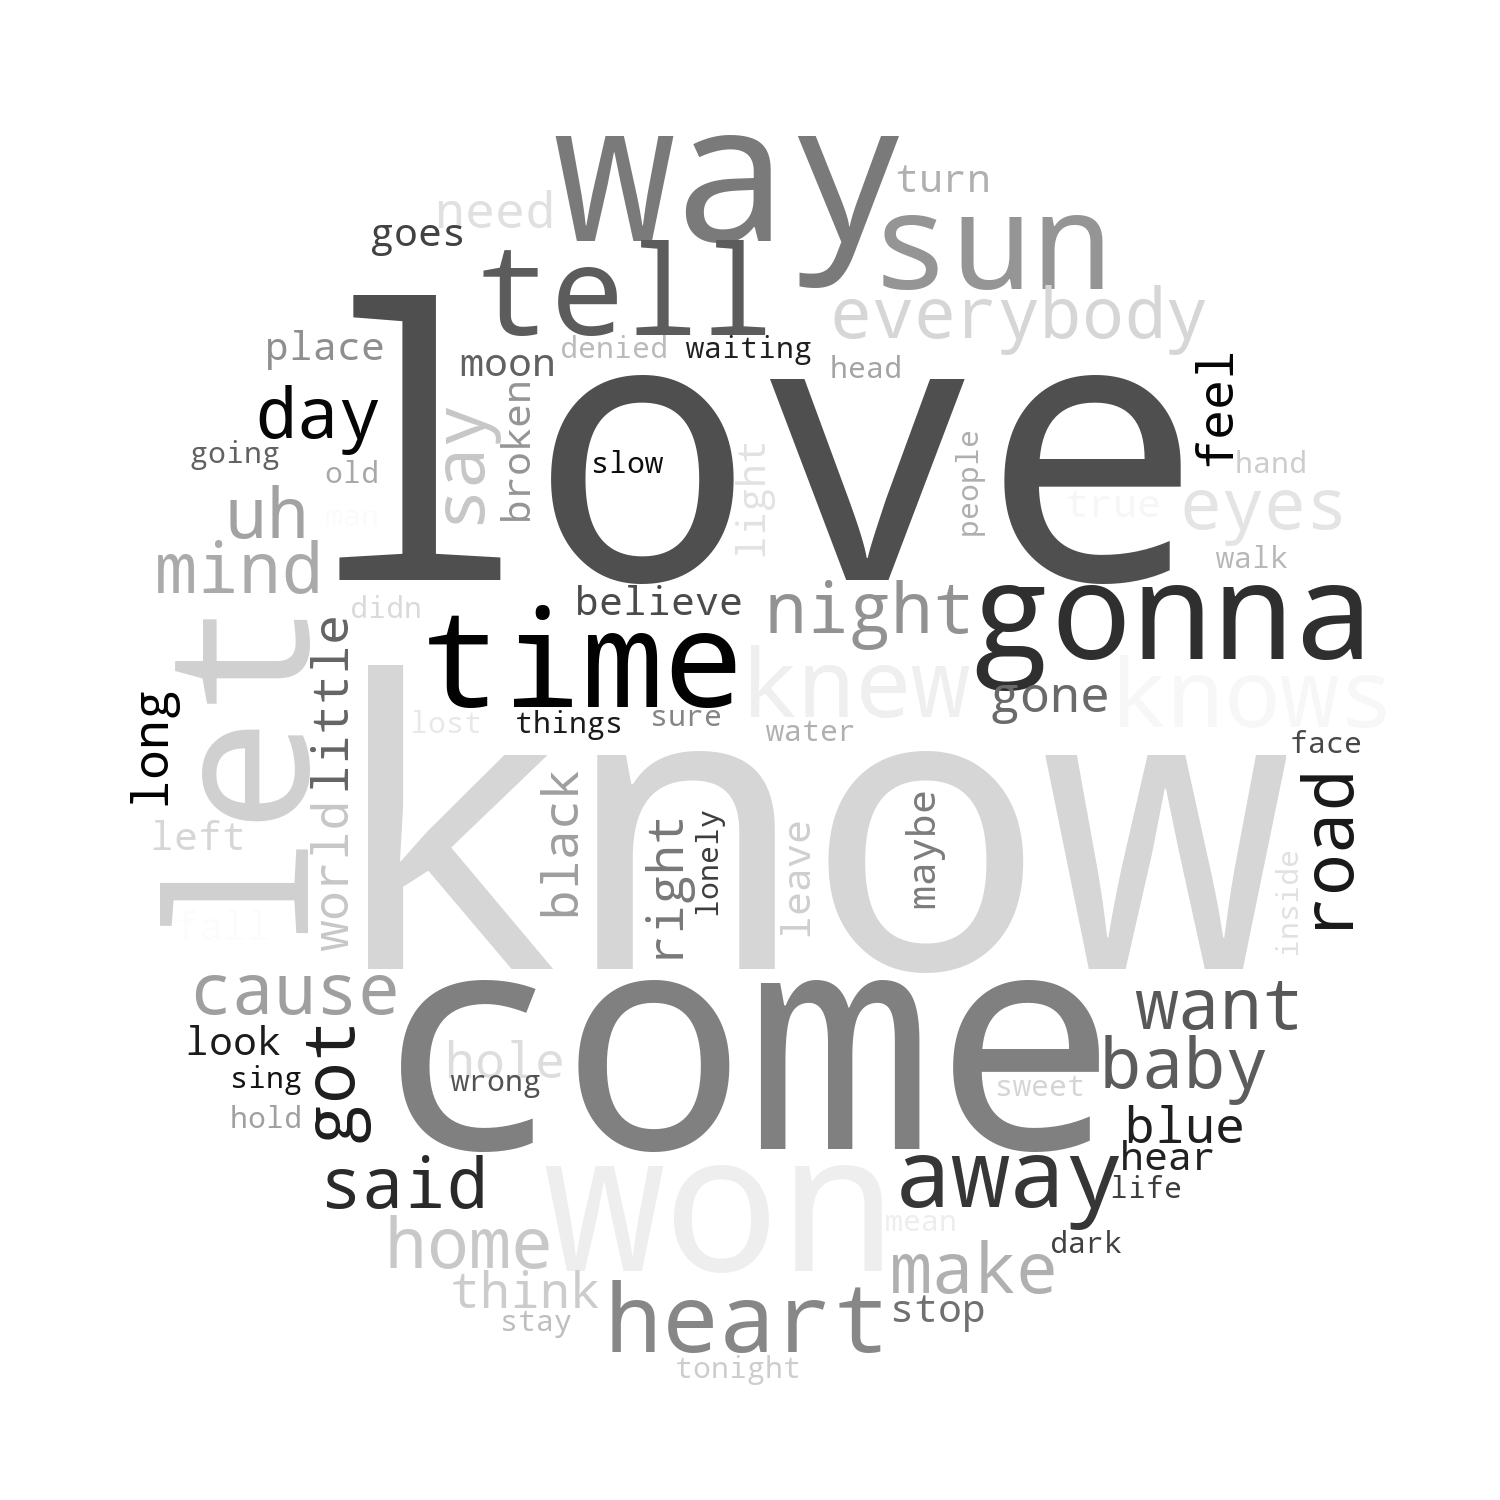 way
turn
need
goes
sun
tell
everybody
place
moon
denied
waiting
head
love
feel
day
say
broken
going
old
slow
light
people
hand
uh
man
true
eyes
mind
walk
didn
believe
night
gonna
let
little
time
knew
knows
gone
long
lost
things
sure
water
face
know
world
left
black
right
lonely
leave
maybe
inside
road
fall
cause
come
want
look
got
hole
baby
sing
wrong
sweet
hold
blue
hear
said
won
away
life
home
mean
dark
think
make
heart
stop
stay
tonight